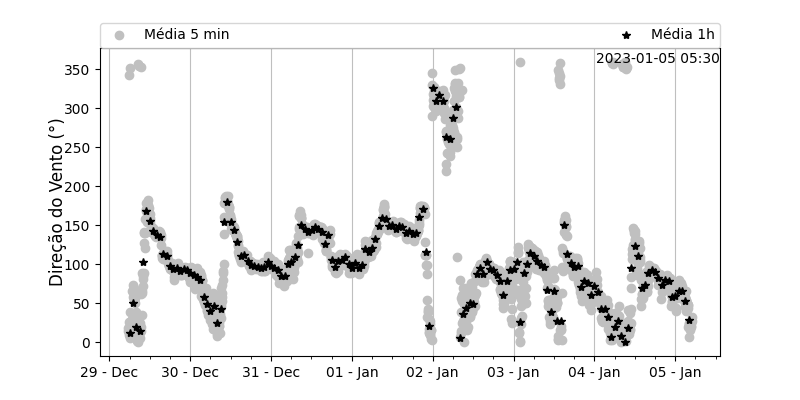 Média 5 min
Média 1h
2023-01-05 05:30
Direção do Vento (°)
350
300
250
200
150
100
50
0
29 - Dec
30 - Dec
31 - Dec
01 - Jan
02 - Jan
03 - Jan
04 - Jan
05 - Jan